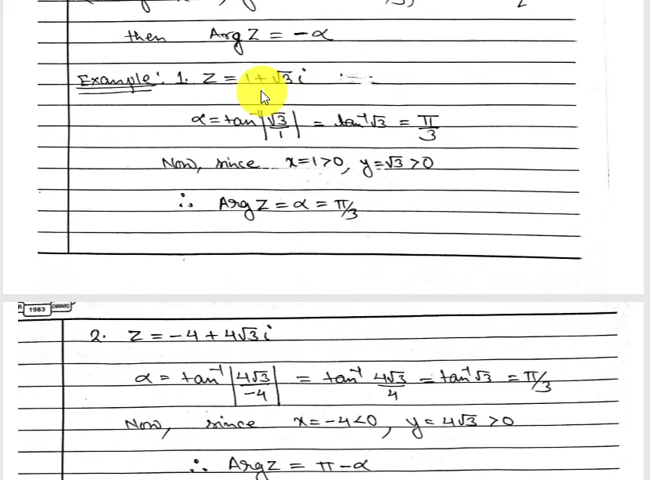 then Arg Z = -α
Example: 1. Z = 1 + √3 i
α = tan⁻¹|√3/1| = tan⁻¹√3 = π/3
Now, since x=1>0, y=√3>0
∴ Arg Z = α = π/3
1983
2. Z = -4 + 4√3 i
α = tan⁻¹|4√3/-4| = tan⁻¹ 4√3/4 = tan⁻¹√3 = π/3
Now, since x=-4<0, y=4√3>0
∴ Arg Z = π-α